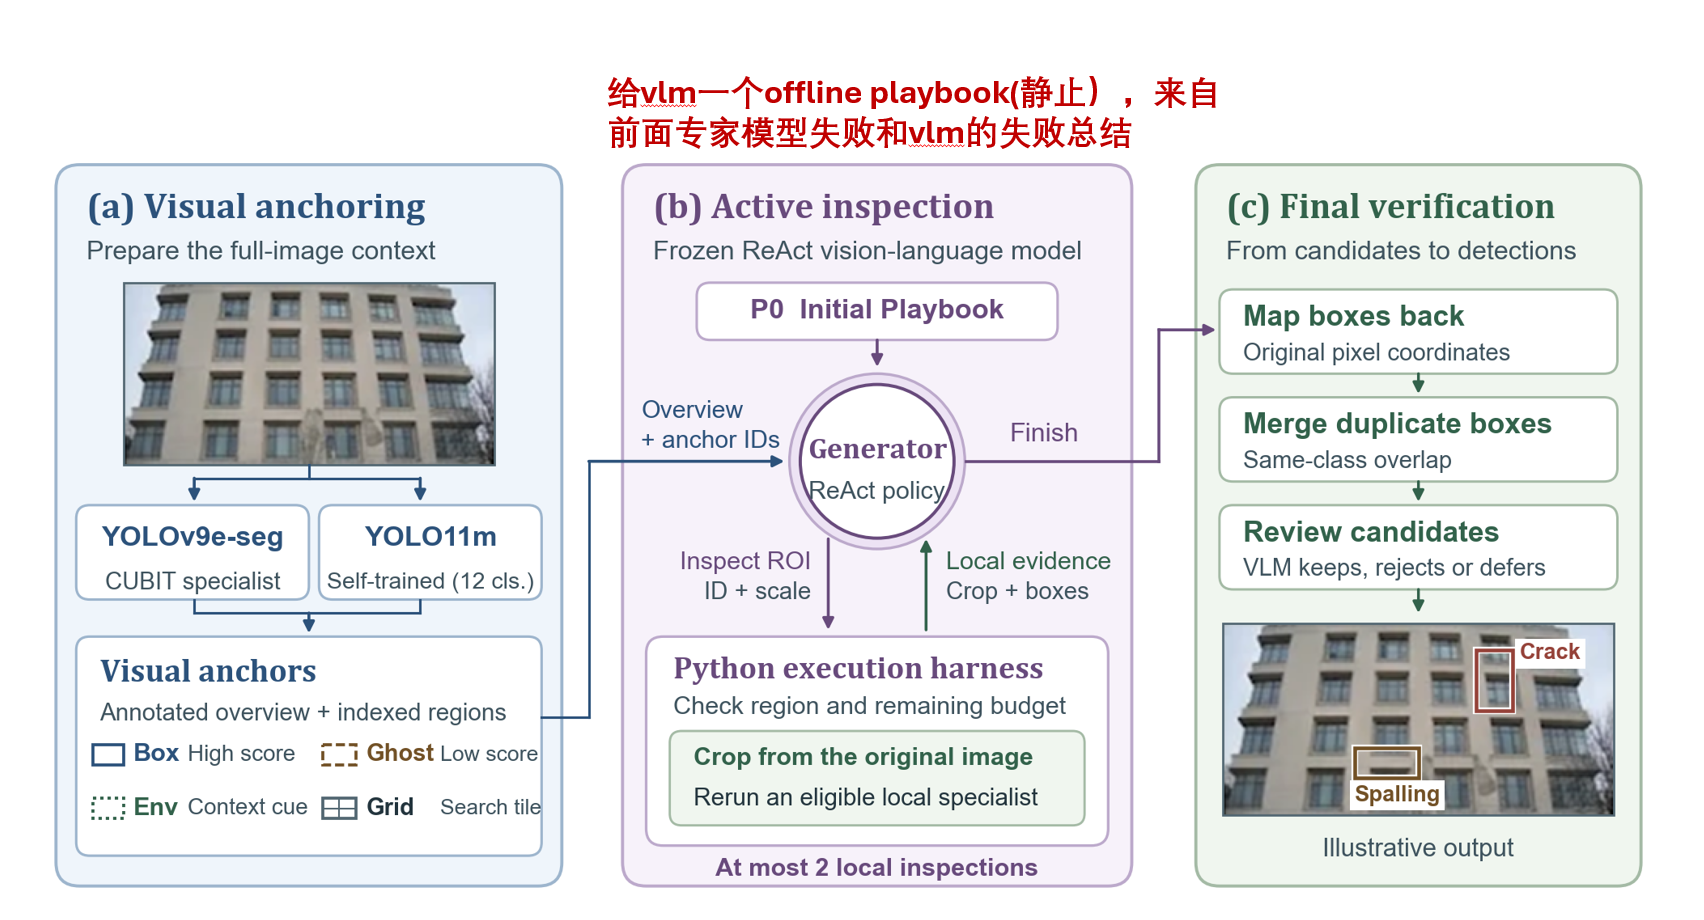 给vlm一个offline playbook(静止），来自
前面专家模型失败和vlm的失败总结
(a) Visual anchoring
Prepare the full-image context
YOLOv9e-seg
CUBIT specialist
YOLO11m
Self-trained (12 cls.)
Visual anchors
Annotated overview + indexed regions
Box High score
Ghost Low score
Env Context cue
Grid Search tile
(b) Active inspection
Frozen ReAct vision-language model
P0 Initial Playbook
Overview
+ anchor IDs
Generator
ReAct policy
Finish
Inspect ROI
ID + scale
Local evidence
Crop + boxes
Python execution harness
Check region and remaining budget
Crop from the original image
Rerun an eligible local specialist
At most 2 local inspections
(c) Final verification
From candidates to detections
Map boxes back
Original pixel coordinates
Merge duplicate boxes
Same-class overlap
Review candidates
VLM keeps, rejects or defers
Crack
Spalling
Illustrative output